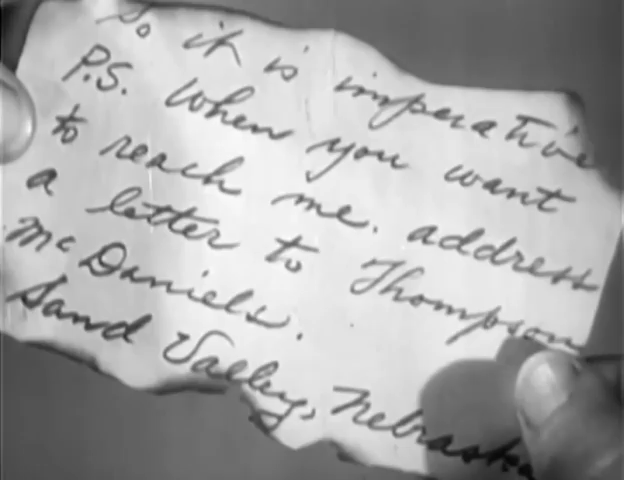 So it is imperative
P.S. When you want
to reach me. address
a letter to Thompson
McDaniels.
Sand Valley, Nebraska